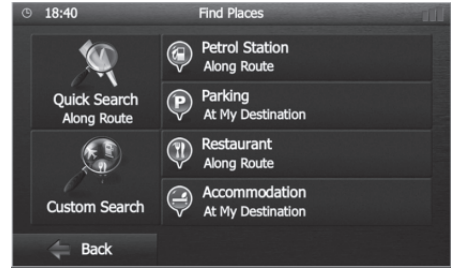 18:40
Find Places
Quick Search
Along Route
Custom Search
Petrol Station
Along Route
P
Parking
At My Destination
Restaurant
Along Route
Accommodation
At My Destination
Back